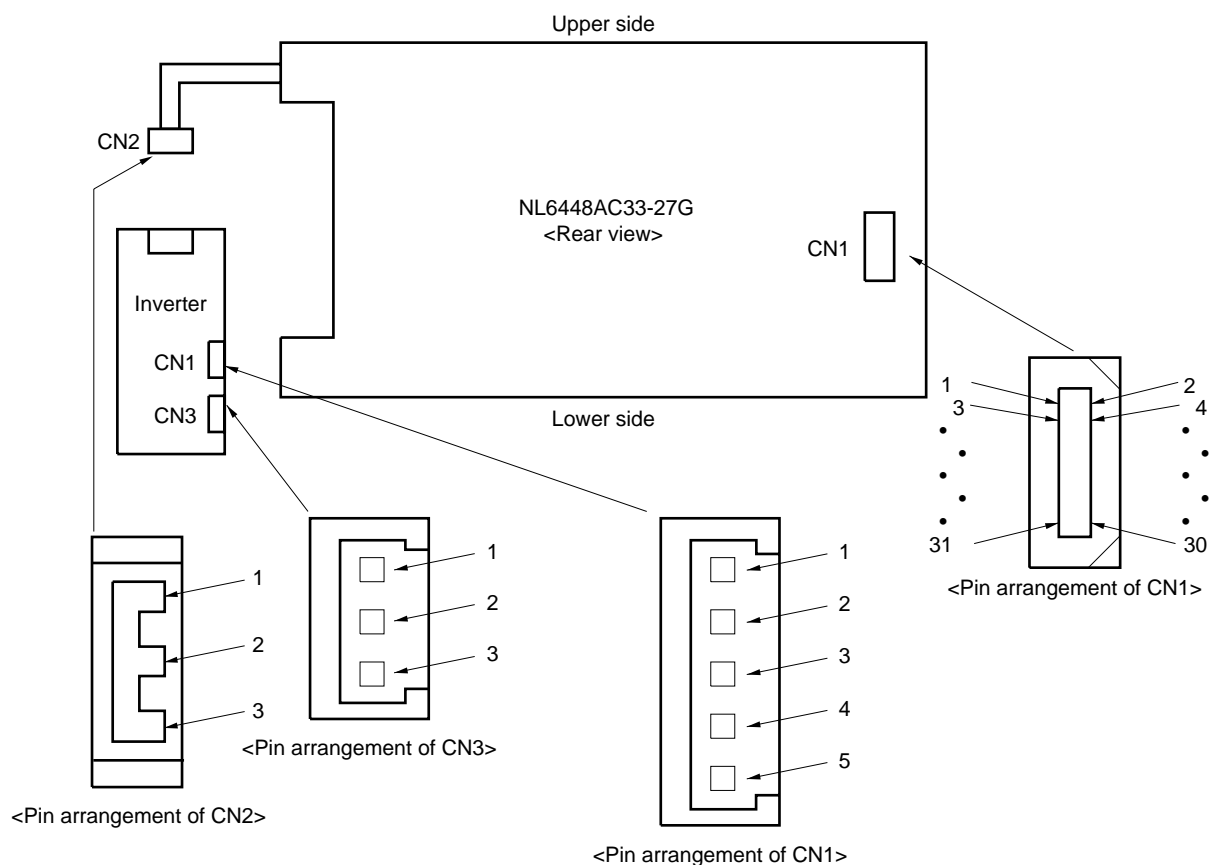 Upper side
CN2
NL6448AC33-27G
<Rear view>
CN1
Inverter
CN1
CN3
Lower side
1
2
3
4
31
30
<Pin arrangement of CN1>
1
2
3
<Pin arrangement of CN2>
1
2
3
<Pin arrangement of CN3>
1
2
3
4
5
<Pin arrangement of CN1>